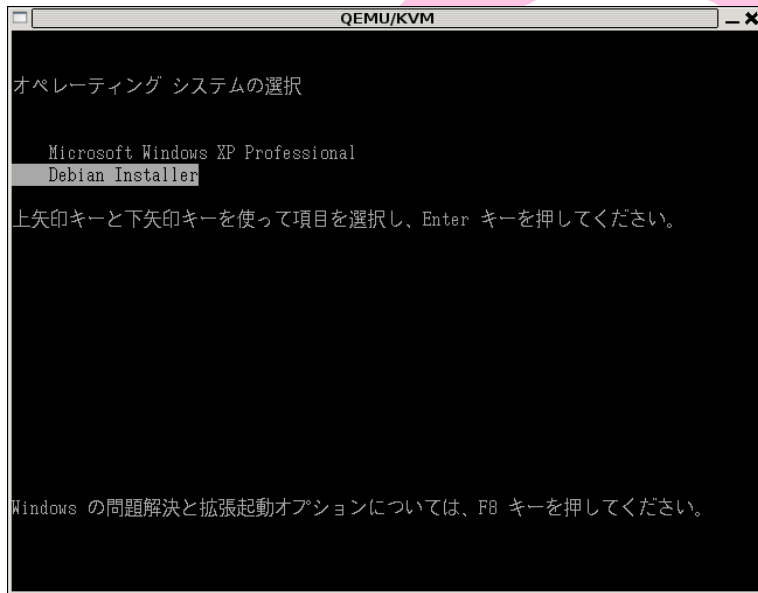 QEMU/KVM
オペレーティング システムの選択
Microsoft Windows XP Professional
Debian Installer
上矢印キーと下矢印キーを使って項目を選択し、Enter キーを押してください。
Windows の問題解決と拡張起動オプションについては、F8 キーを押してください。